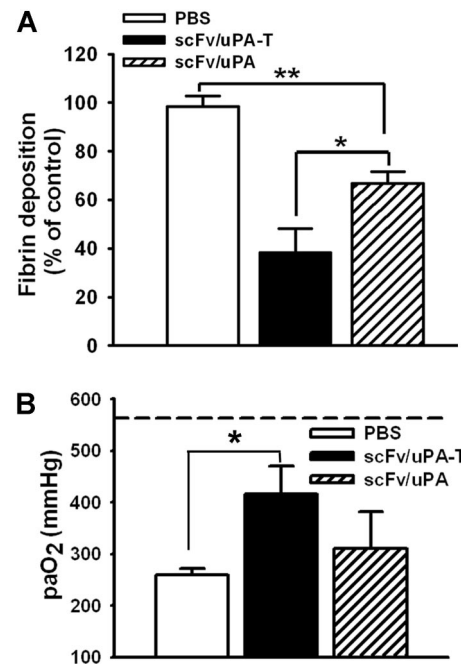 A
PBS
scFv/uPA-T
scFv/uPA
Fibrin deposition
(% of control)
120
100
80
60
40
20
0
**
*
B
paO2 (mmHg)
600
500
400
300
200
100
*
PBS
scFv/uPA-T
scFv/uPA